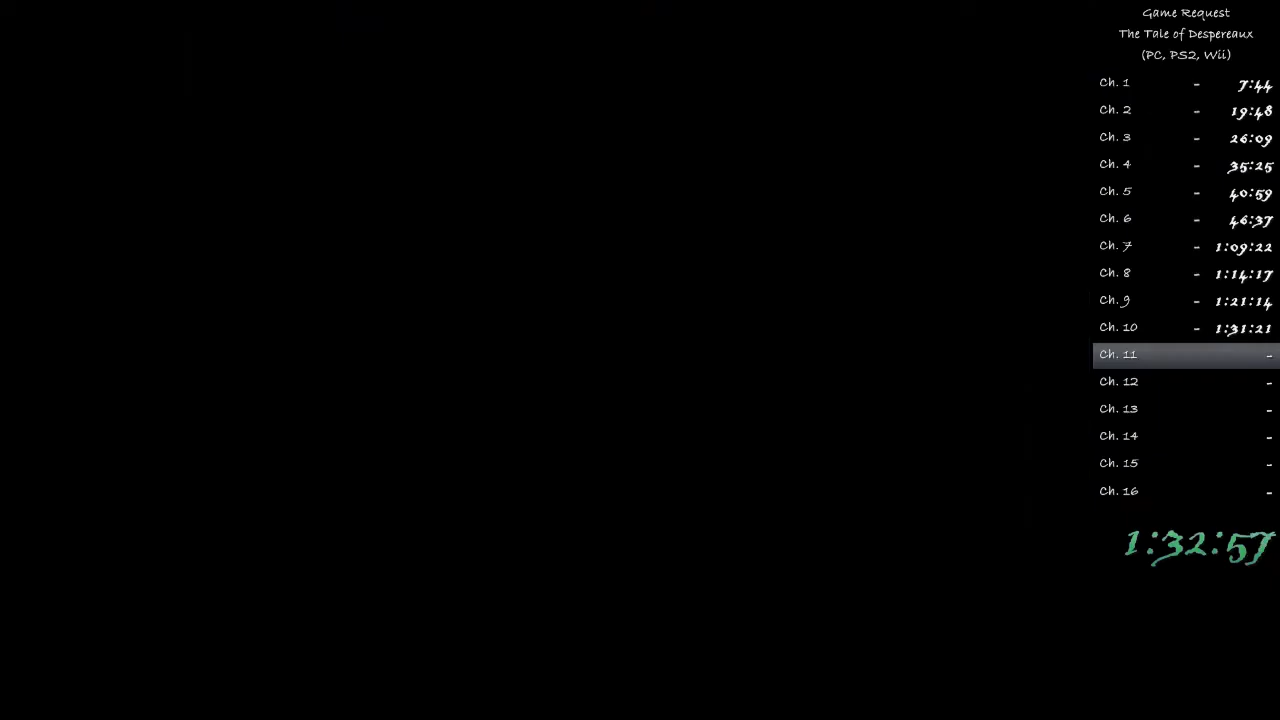 Game Request
The Tale of Despereaux
(PC, PS2, Wii)
Ch. 1 - 7:44
Ch. 2 - 19:48
Ch. 3 - 26:09
Ch. 4 - 35:25
Ch. 5 - 40:59
Ch. 6 - 46:37
Ch. 7 - 1:09:22
Ch. 8 - 1:14:17
Ch. 9 - 1:21:14
Ch. 10 - 1:31:21
Ch. 11 -
Ch. 12 -
Ch. 13 -
Ch. 14 -
Ch. 15 -
Ch. 16 -
1:32:57